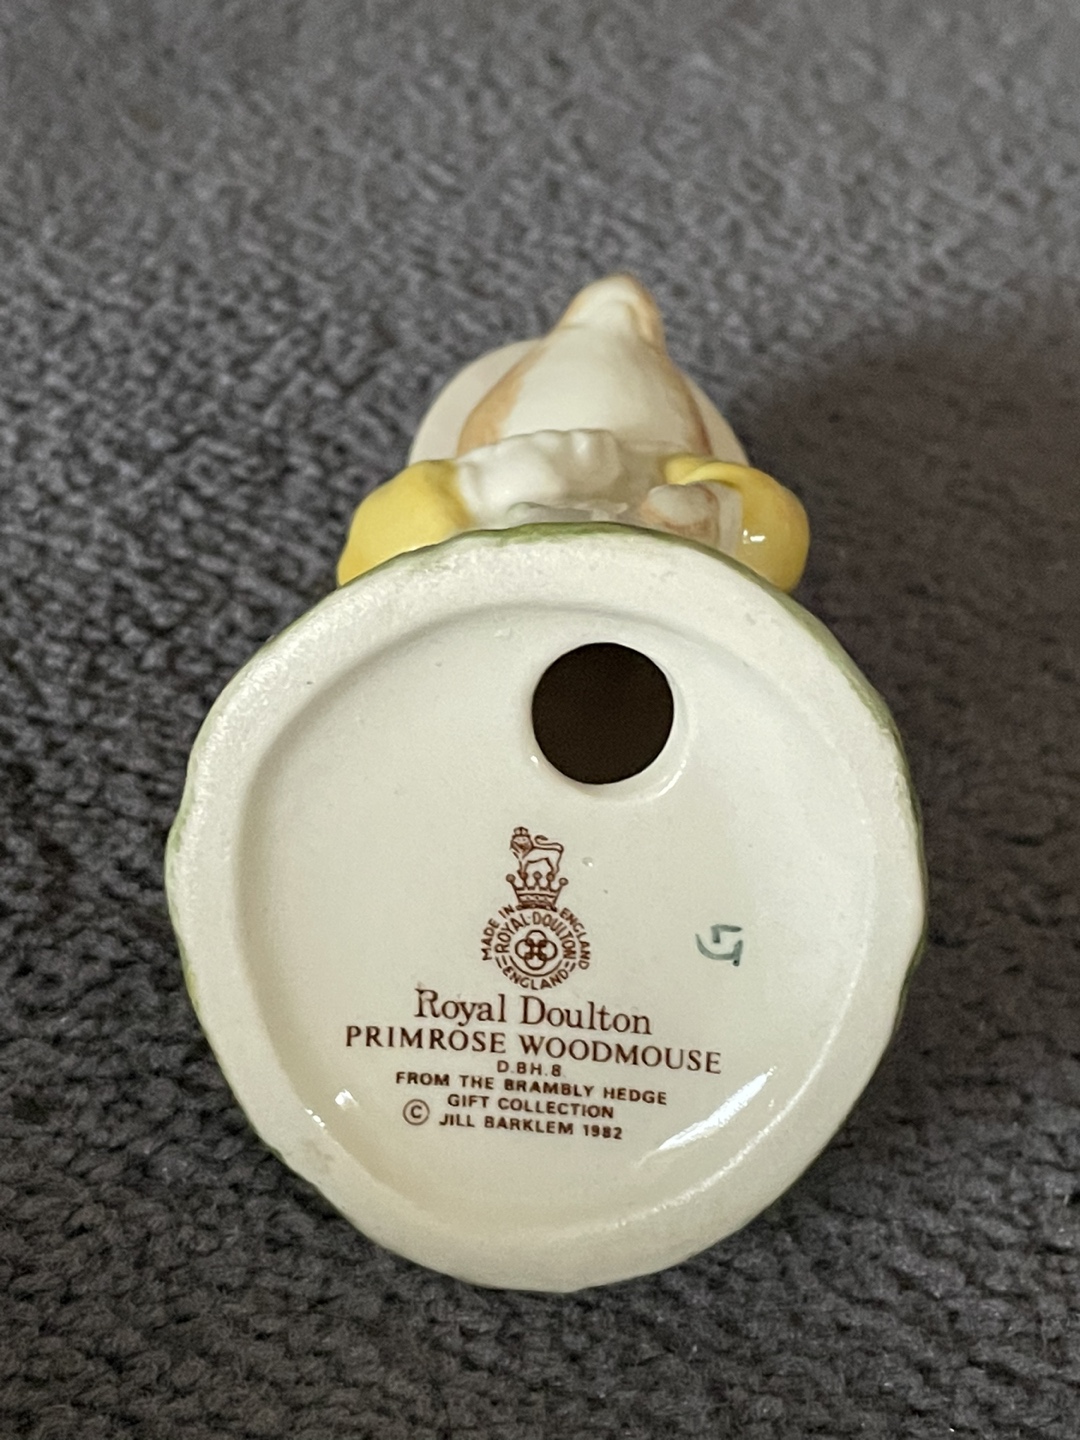 MADE IN ENGLAND
ROYAL·DOULTON
ENGLAND
Royal Doulton
PRIMROSE WOODMOUSE
D.BH.8.
FROM THE BRAMBLY HEDGE
GIFT COLLECTION
© JILL BARKLEM 1982